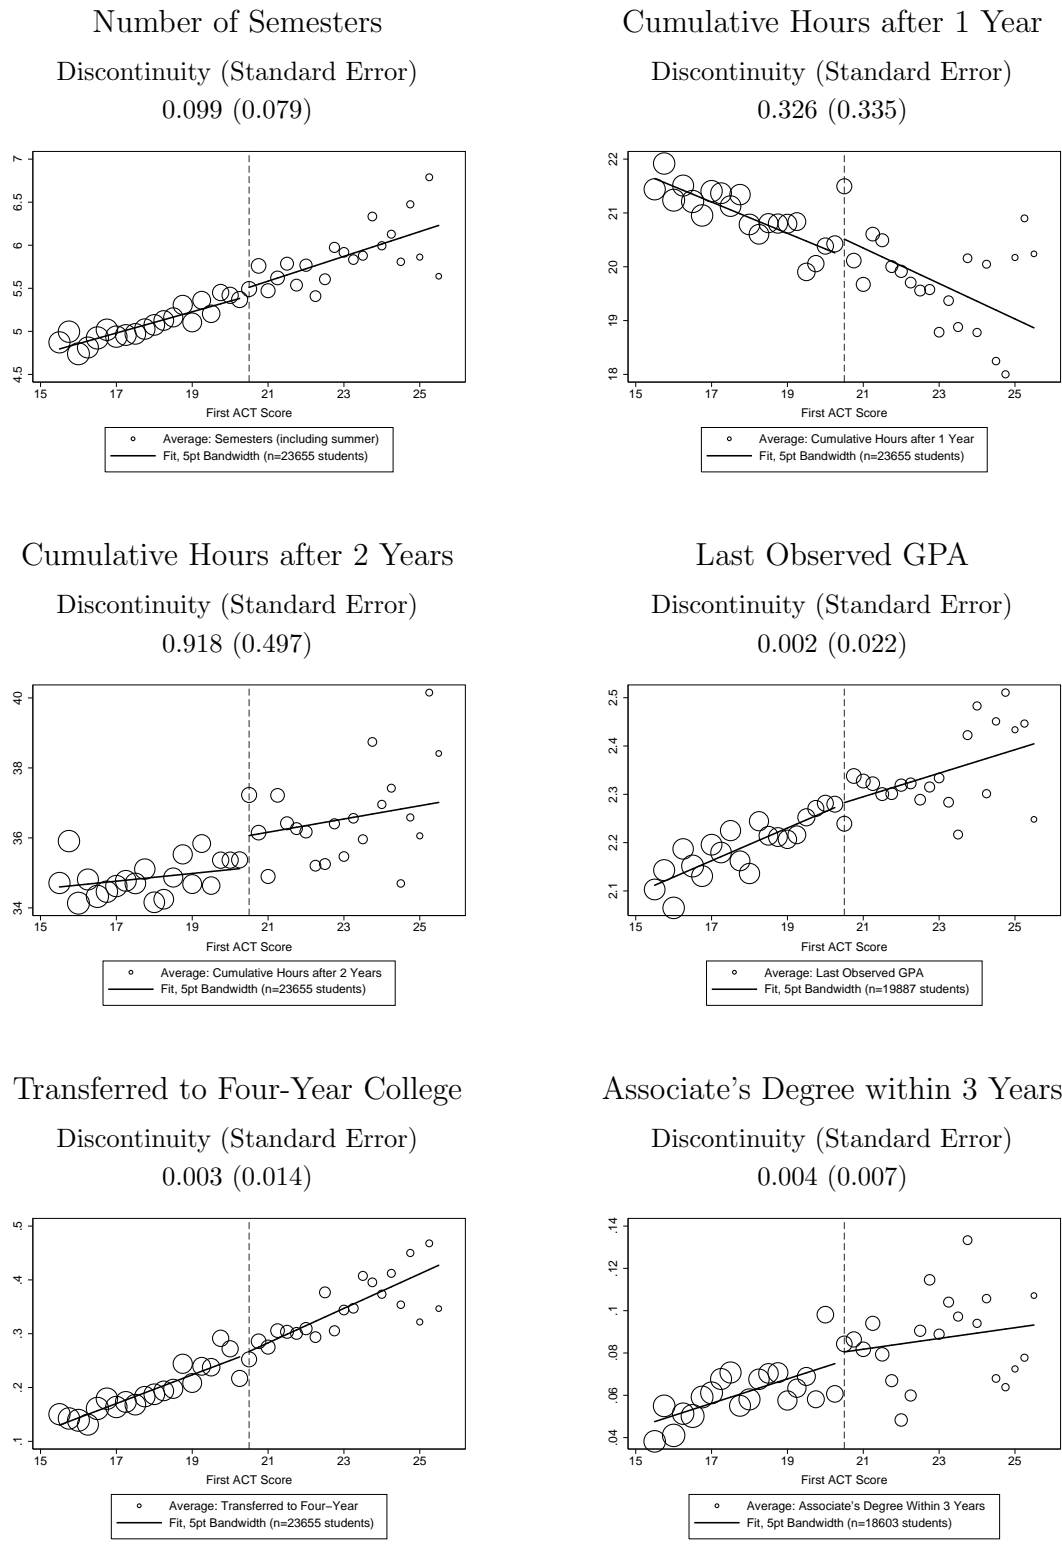 Number of Semesters
Discontinuity (Standard Error)
0.099 (0.079)
4.5 5 5.5 6 6.5 7
15 17 19 21 23 25
First ACT Score
Average: Semesters (including summer)
Fit, 5pt Bandwidth (n=23655 students)
Cumulative Hours after 1 Year
Discontinuity (Standard Error)
0.326 (0.335)
18 19 20 21 22
15 17 19 21 23 25
First ACT Score
Average: Cumulative Hours after 1 Year
Fit, 5pt Bandwidth (n=23655 students)
Cumulative Hours after 2 Years
Discontinuity (Standard Error)
0.918 (0.497)
34 36 38 40
15 17 19 21 23 25
First ACT Score
Average: Cumulative Hours after 2 Years
Fit, 5pt Bandwidth (n=23655 students)
Last Observed GPA
Discontinuity (Standard Error)
0.002 (0.022)
2.1 2.2 2.3 2.4 2.5
15 17 19 21 23 25
First ACT Score
Average: Last Observed GPA
Fit, 5pt Bandwidth (n=19887 students)
Transferred to Four-Year College
Discontinuity (Standard Error)
0.003 (0.014)
.1 .2 .3 .4 .5
15 17 19 21 23 25
First ACT Score
Average: Transferred to Four−Year
Fit, 5pt Bandwidth (n=23655 students)
Associate's Degree within 3 Years
Discontinuity (Standard Error)
0.004 (0.007)
.04 .06 .08 .1 .12 .14
15 17 19 21 23 25
First ACT Score
Average: Associate's Degree Within 3 Years
Fit, 5pt Bandwidth (n=18603 students)